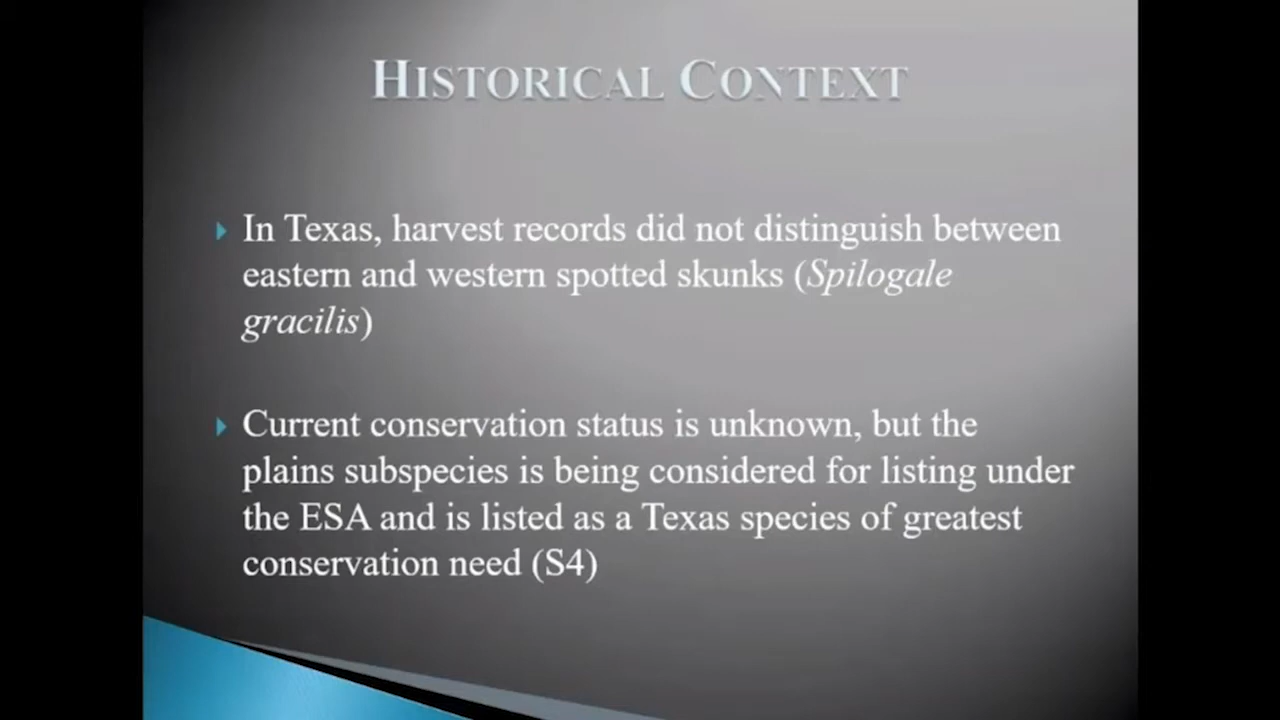 HISTORICAL CONTEXT
In Texas, harvest records did not distinguish between
eastern and western spotted skunks (Spilogale
gracilis)
Current conservation status is unknown, but the
plains subspecies is being considered for listing under
the ESA and is listed as a Texas species of greatest
conservation need (S4)